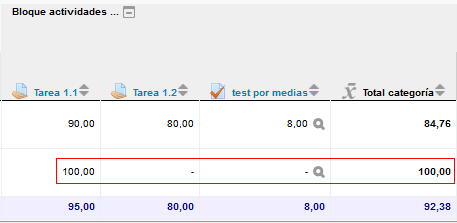 Bloque actividades ...
Tarea 1.1 Tarea 1.2 test por medias Total categoría
90,00 80,00 8,00 84,76
100,00 - - 100,00
95,00 80,00 8,00 92,38